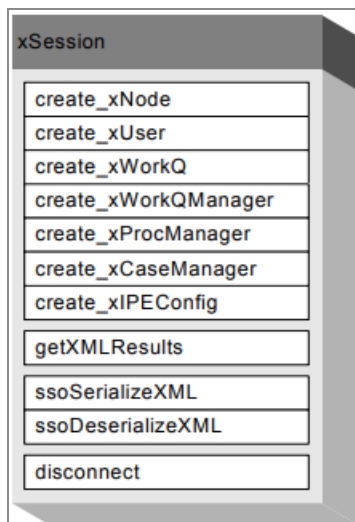 xSession
create_xNode
create_xUser
create_xWorkQ
create_xWorkQManager
create_xProcManager
create_xCaseManager
create_xIPEConfig
getXMLResults
ssoSerializeXML
ssoDeserializeXML
disconnect